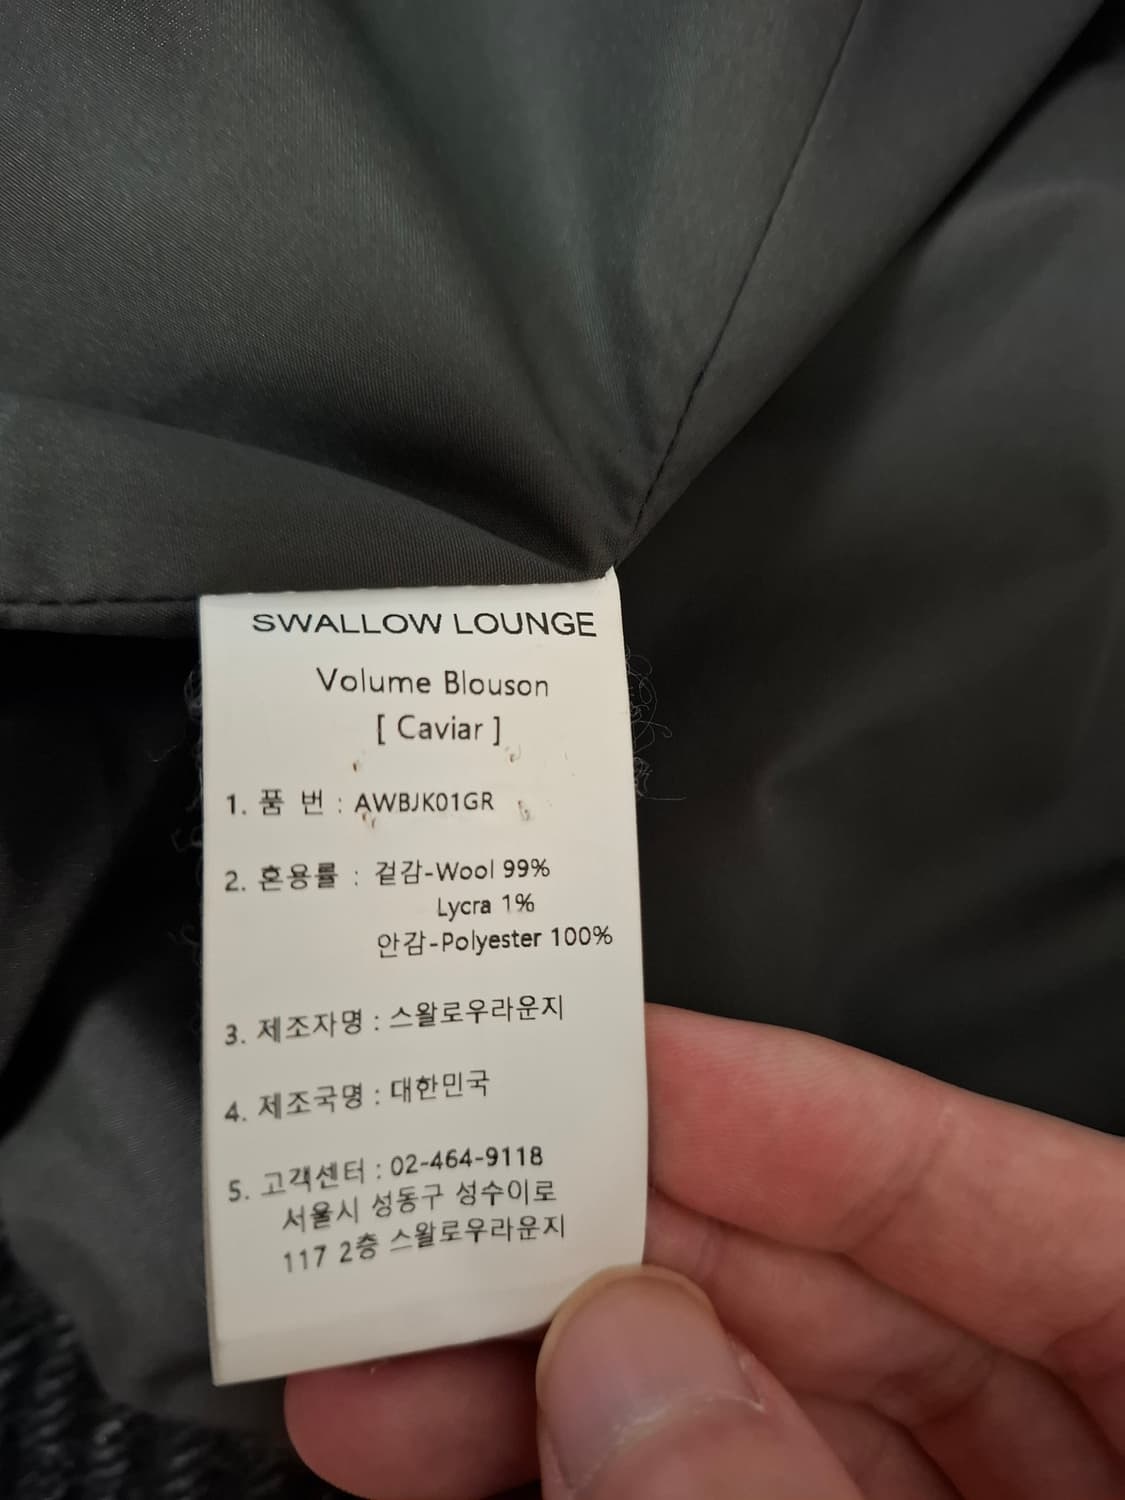 SWALLOW LOUNGE
Volume Blouson
[ Caviar ]
1. 품 번 : AWBJK01GR
2. 혼용률 : 겉감-Wool 99%
Lycra 1%
안감-Polyester 100%
3. 제조자명 : 스왈로우라운지
4. 제조국명 : 대한민국
5. 고객센터 : 02-464-9118
서울시 성동구 성수이로
117 2층 스왈로우라운지